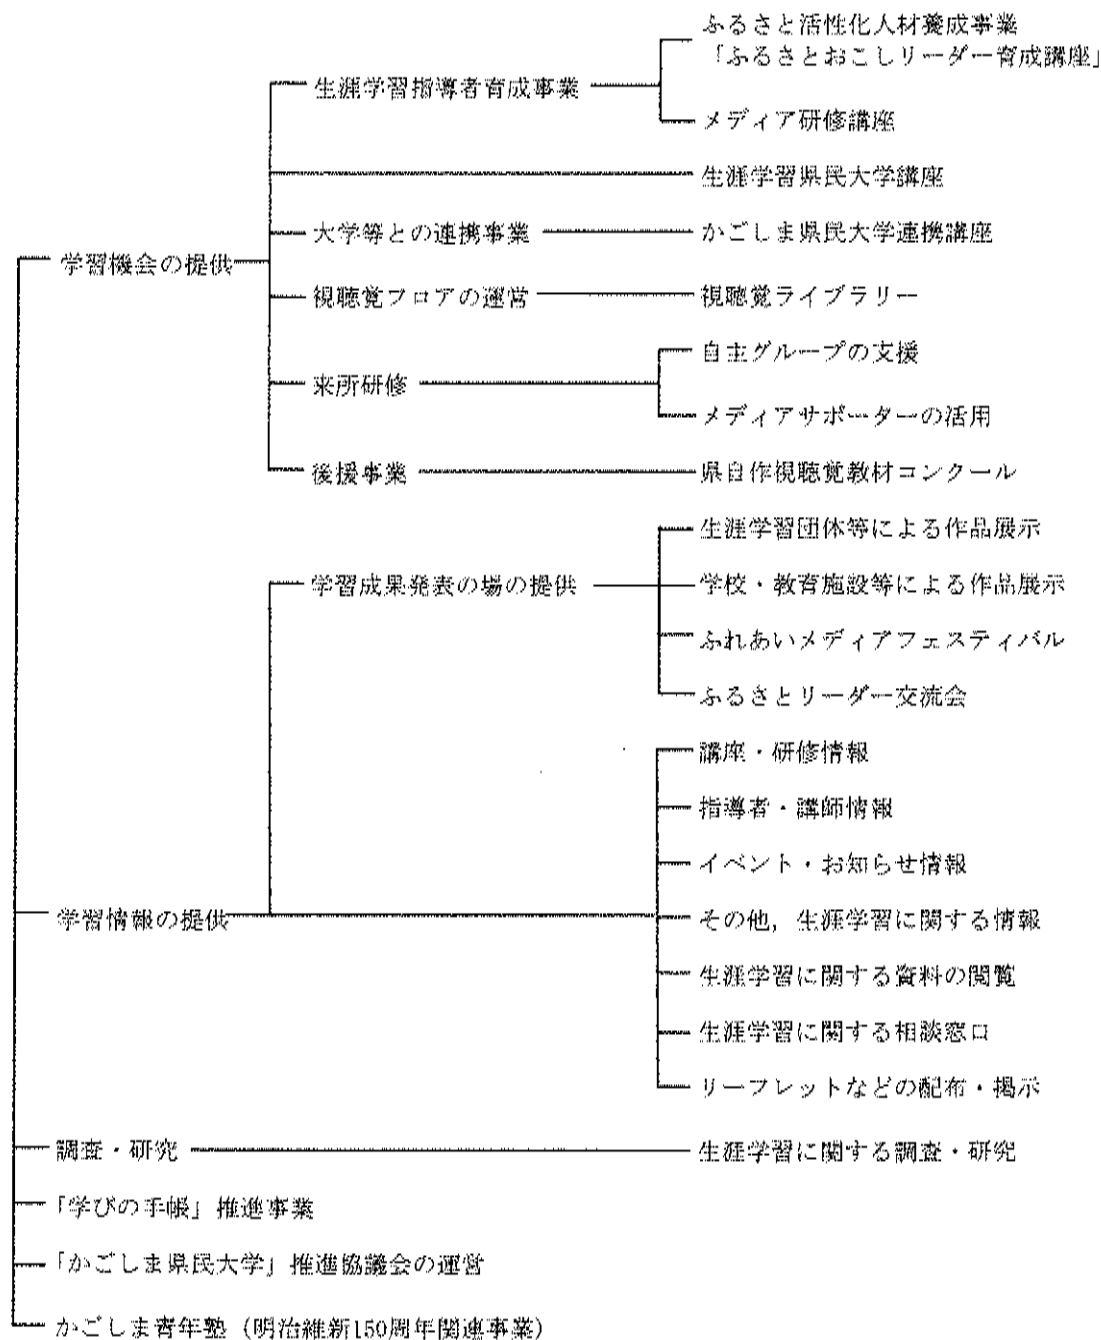 ふるさと活性化人材養成事業
「ふるさとおこしリーダー育成講座」
生涯学習指導者育成事業
メディア研修講座
生涯学習県民大学講座
大学等との連携事業
かごしま県民大学連携講座
学習機会の提供
視聴覚フロアの運営
視聴覚ライブラリー
自主グループの支援
来所研修
メディアサポーターの活用
後援事業
県自作視聴覚教材コンクール
生涯学習団体等による作品展示
学習成果発表の場の提供
学校・教育施設等による作品展示
ふれあいメディアフェスティバル
ふるさとリーダー交流会
講座・研修情報
指導者・講師情報
イベント・お知らせ情報
学習情報の提供
その他，生涯学習に関する情報
生涯学習に関する資料の閲覧
生涯学習に関する相談窓口
リーフレットなどの配布・掲示
調査・研究
生涯学習に関する調査・研究
「学びの手帳」推進事業
「かごしま県民大学」推進協議会の運営
かごしま青年塾（明治維新150周年関連事業）